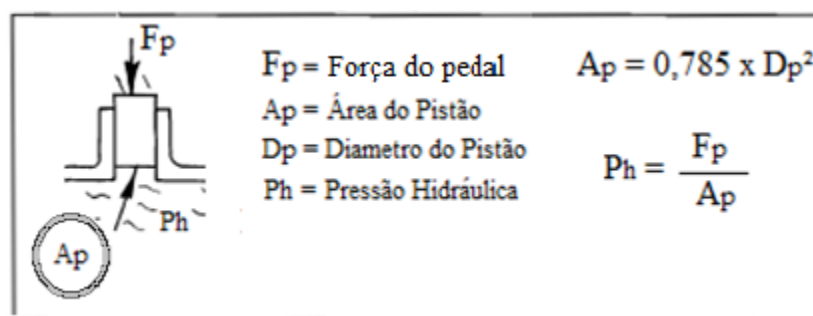 Fp
Fp = Força do pedal
Ap = Área do Pistão
Dp = Diametro do Pistão
Ph = Pressão Hidráulica
Ph
Ap
Ap = 0,785 x Dp²
Ph = Fp
Ap